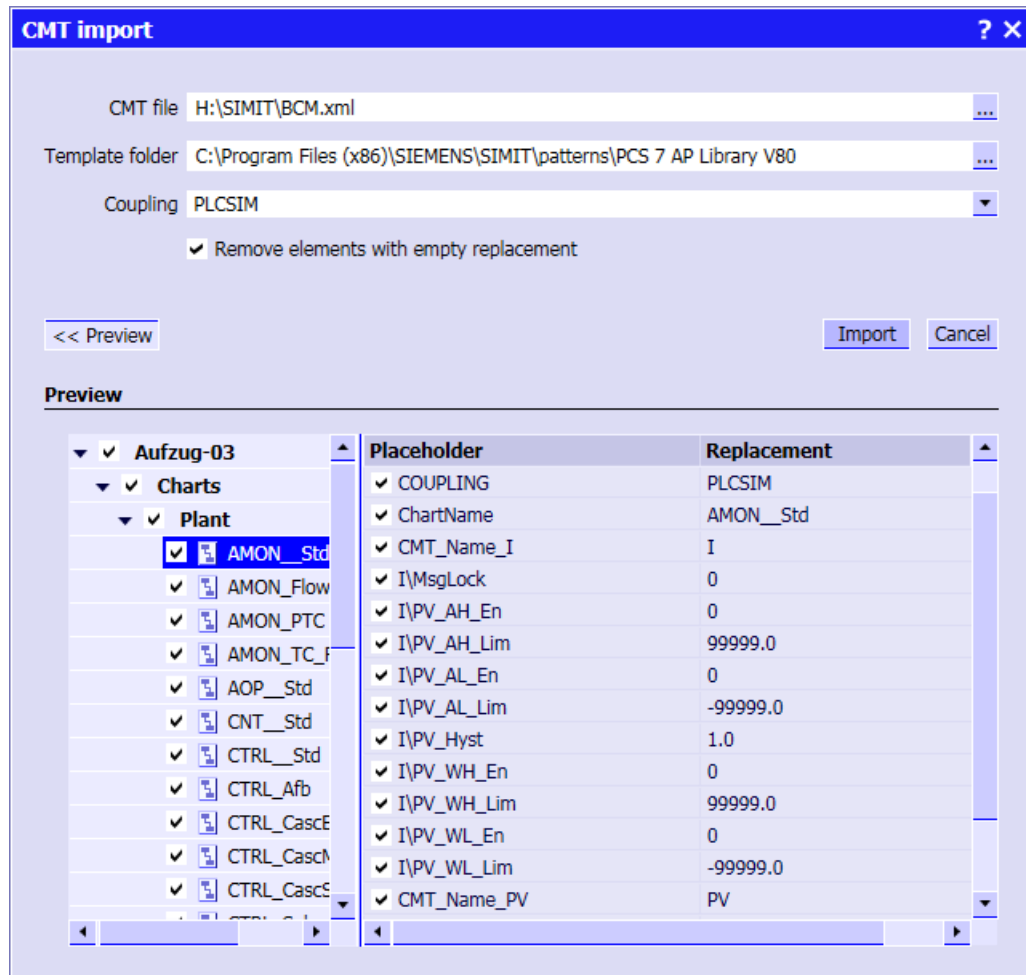 CMT import ? ×
CMT file H:\SIMIT\BCM.xml ...
Template folder C:\Program Files (x86)\SIEMENS\SIMIT\patterns\PCS 7 AP Library V80 ...
Coupling PLCSIM
Remove elements with empty replacement
<< Preview Import Cancel
Preview
Aufzug-03
Charts
Plant
AMON__Std
AMON_Flow
AMON_PTC
AMON_TC_
AOP__Std
CNT__Std
CTRL__Std
CTRL_Afb
CTRL_Casc
CTRL_Casc
CTRL_Casc
Placeholder Replacement
COUPLING PLCSIM
ChartName AMON__Std
CMT_Name_I I
I\MsgLock 0
I\PV_AH_En 0
I\PV_AH_Lim 99999.0
I\PV_AL_En 0
I\PV_AL_Lim -99999.0
I\PV_Hyst 1.0
I\PV_WH_En 0
I\PV_WH_Lim 99999.0
I\PV_WL_En 0
I\PV_WL_Lim -99999.0
CMT_Name_PV PV